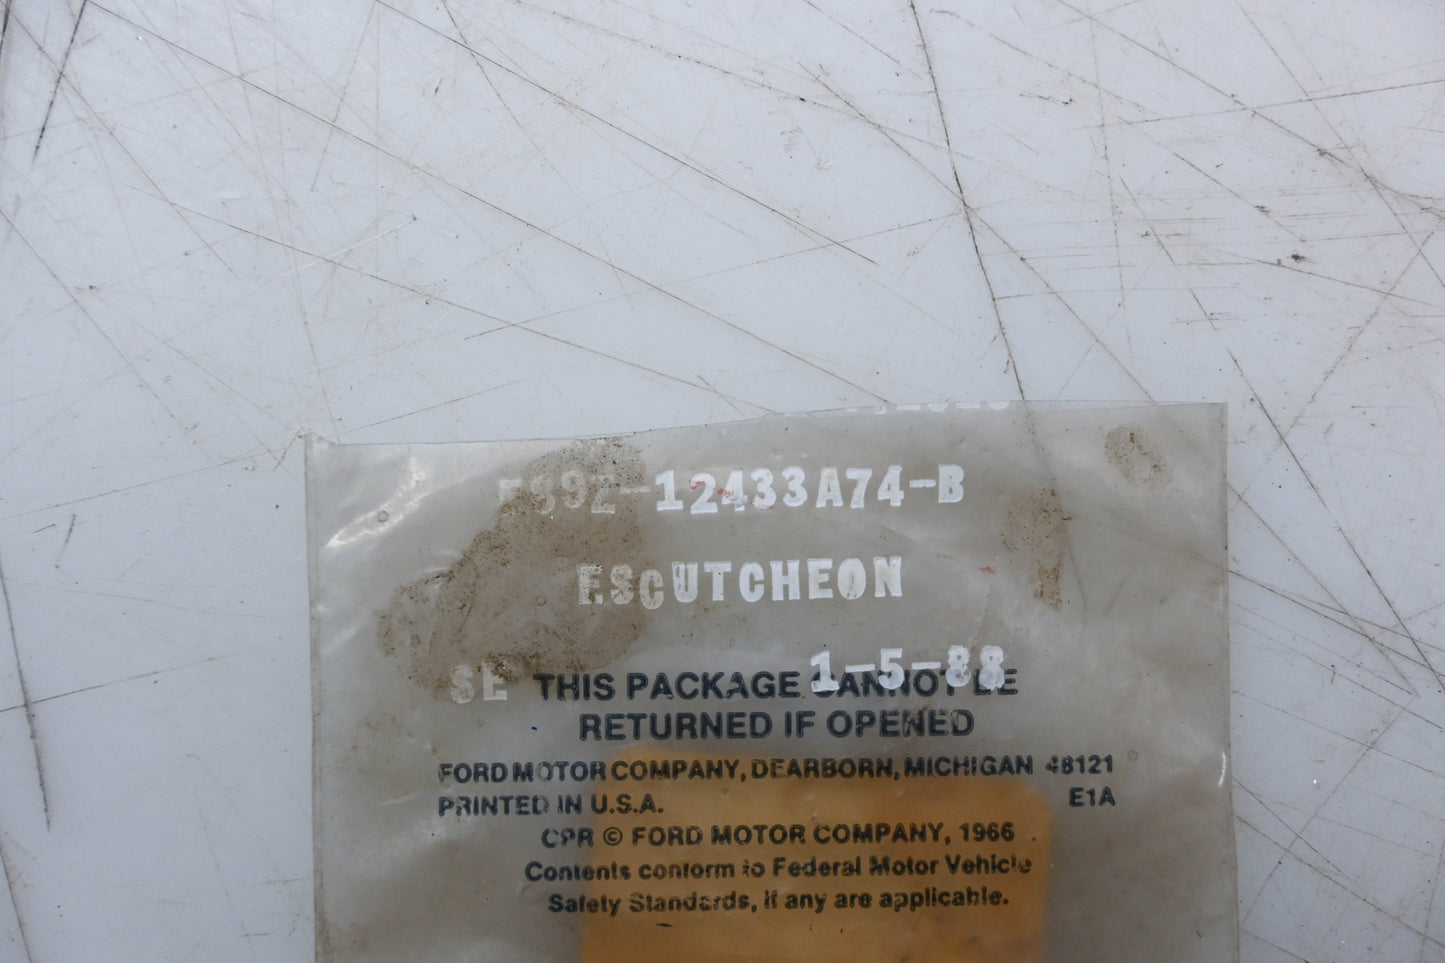 -12433A74-B
ESCUTCHEON
1-5-88
SE THIS PACKAGE CANNOT BE
RETURNED IF OPENED
FORD MOTOR COMPANY, DEARBORN, MICHIGAN 48121
PRINTED IN U.S.A. E1A
CPR © FORD MOTOR COMPANY, 1966
Contents conform to Federal Motor Vehicle
Safety Standards, if any are applicable.